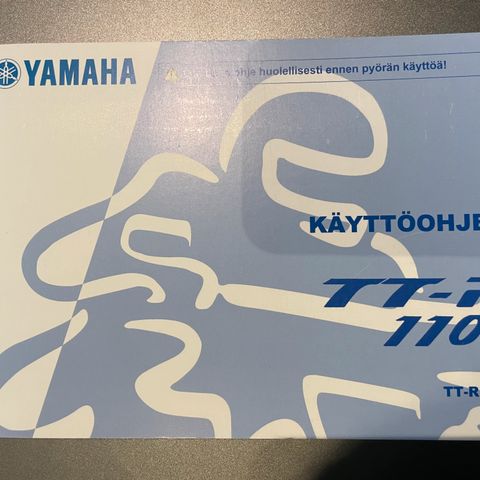 YAMAHA
ohje huolellisesti ennen pyörän käyttöä!
KÄYTTÖOHJE
TT-R
110
TT-R